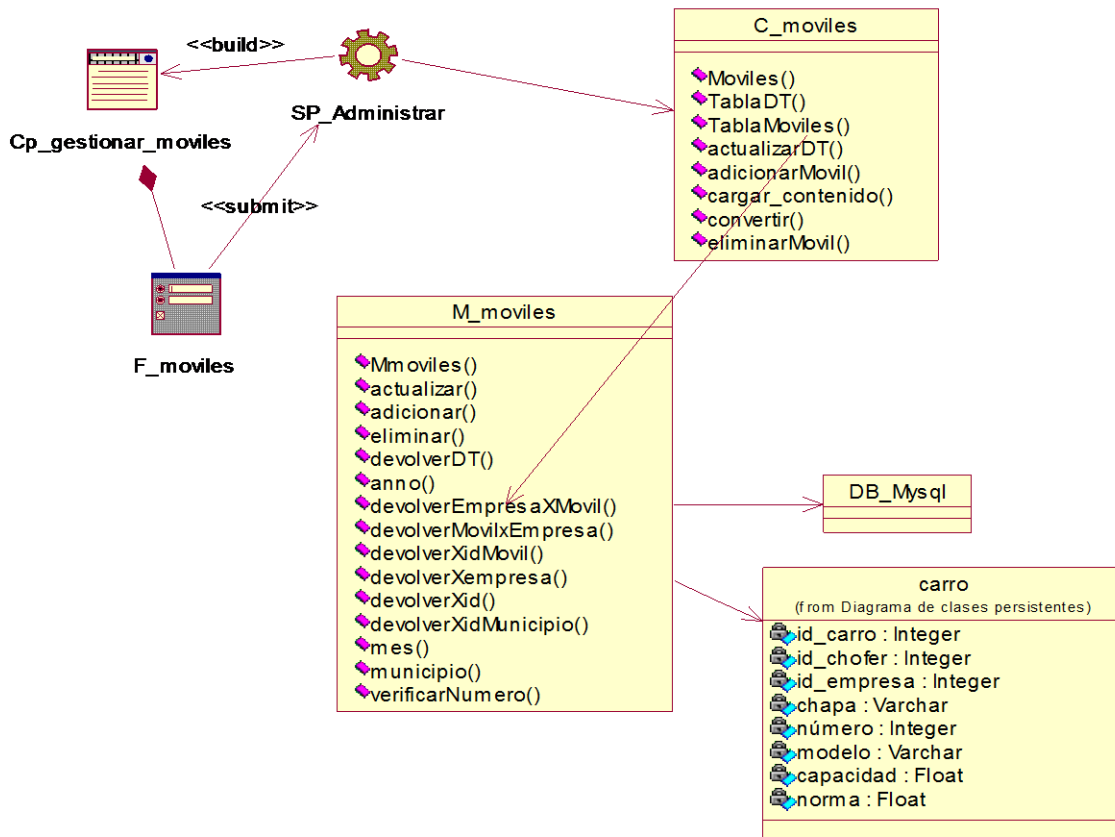 <<build>>
Cp_gestionar_moviles
SP_Administrar
<<submit>>
F_moviles
C_moviles
Moviles()
TablaDT()
TablaMoviles()
actualizarDT()
adicionarMovil()
cargar_contenido()
convertir()
eliminarMovil()
M_moviles
Mmoviles()
actualizar()
adicionar()
eliminar()
devolverDT()
anno()
devolverEmpresaXMovil()
devolverMovilxEmpresa()
devolverXidMovil()
devolverXempresa()
devolverXid()
devolverXidMunicipio()
mes()
municipio()
verificarNumero()
DB_Mysql
carro
(from Diagrama de clases persistentes)
id_carro : Integer
id_chofer : Integer
id_empresa : Integer
chapa : Varchar
número : Integer
modelo : Varchar
capacidad : Float
norma : Float